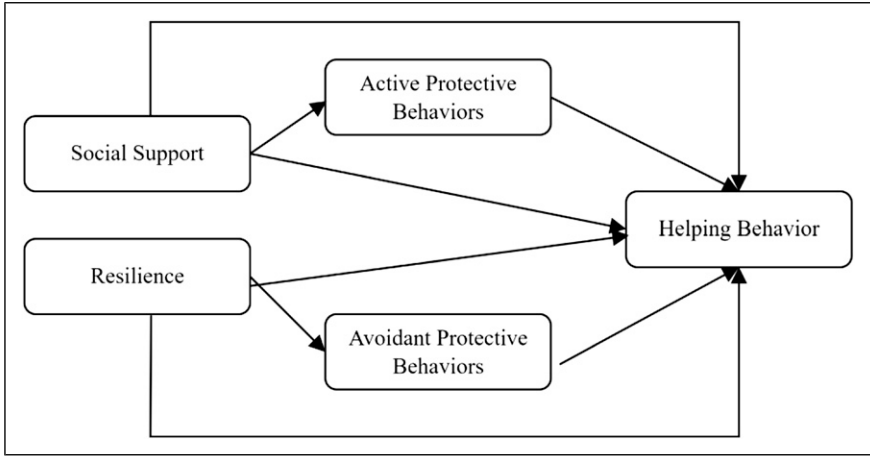 Active Protective
Behaviors
Social Support
Helping Behavior
Resilience
Avoidant Protective
Behaviors